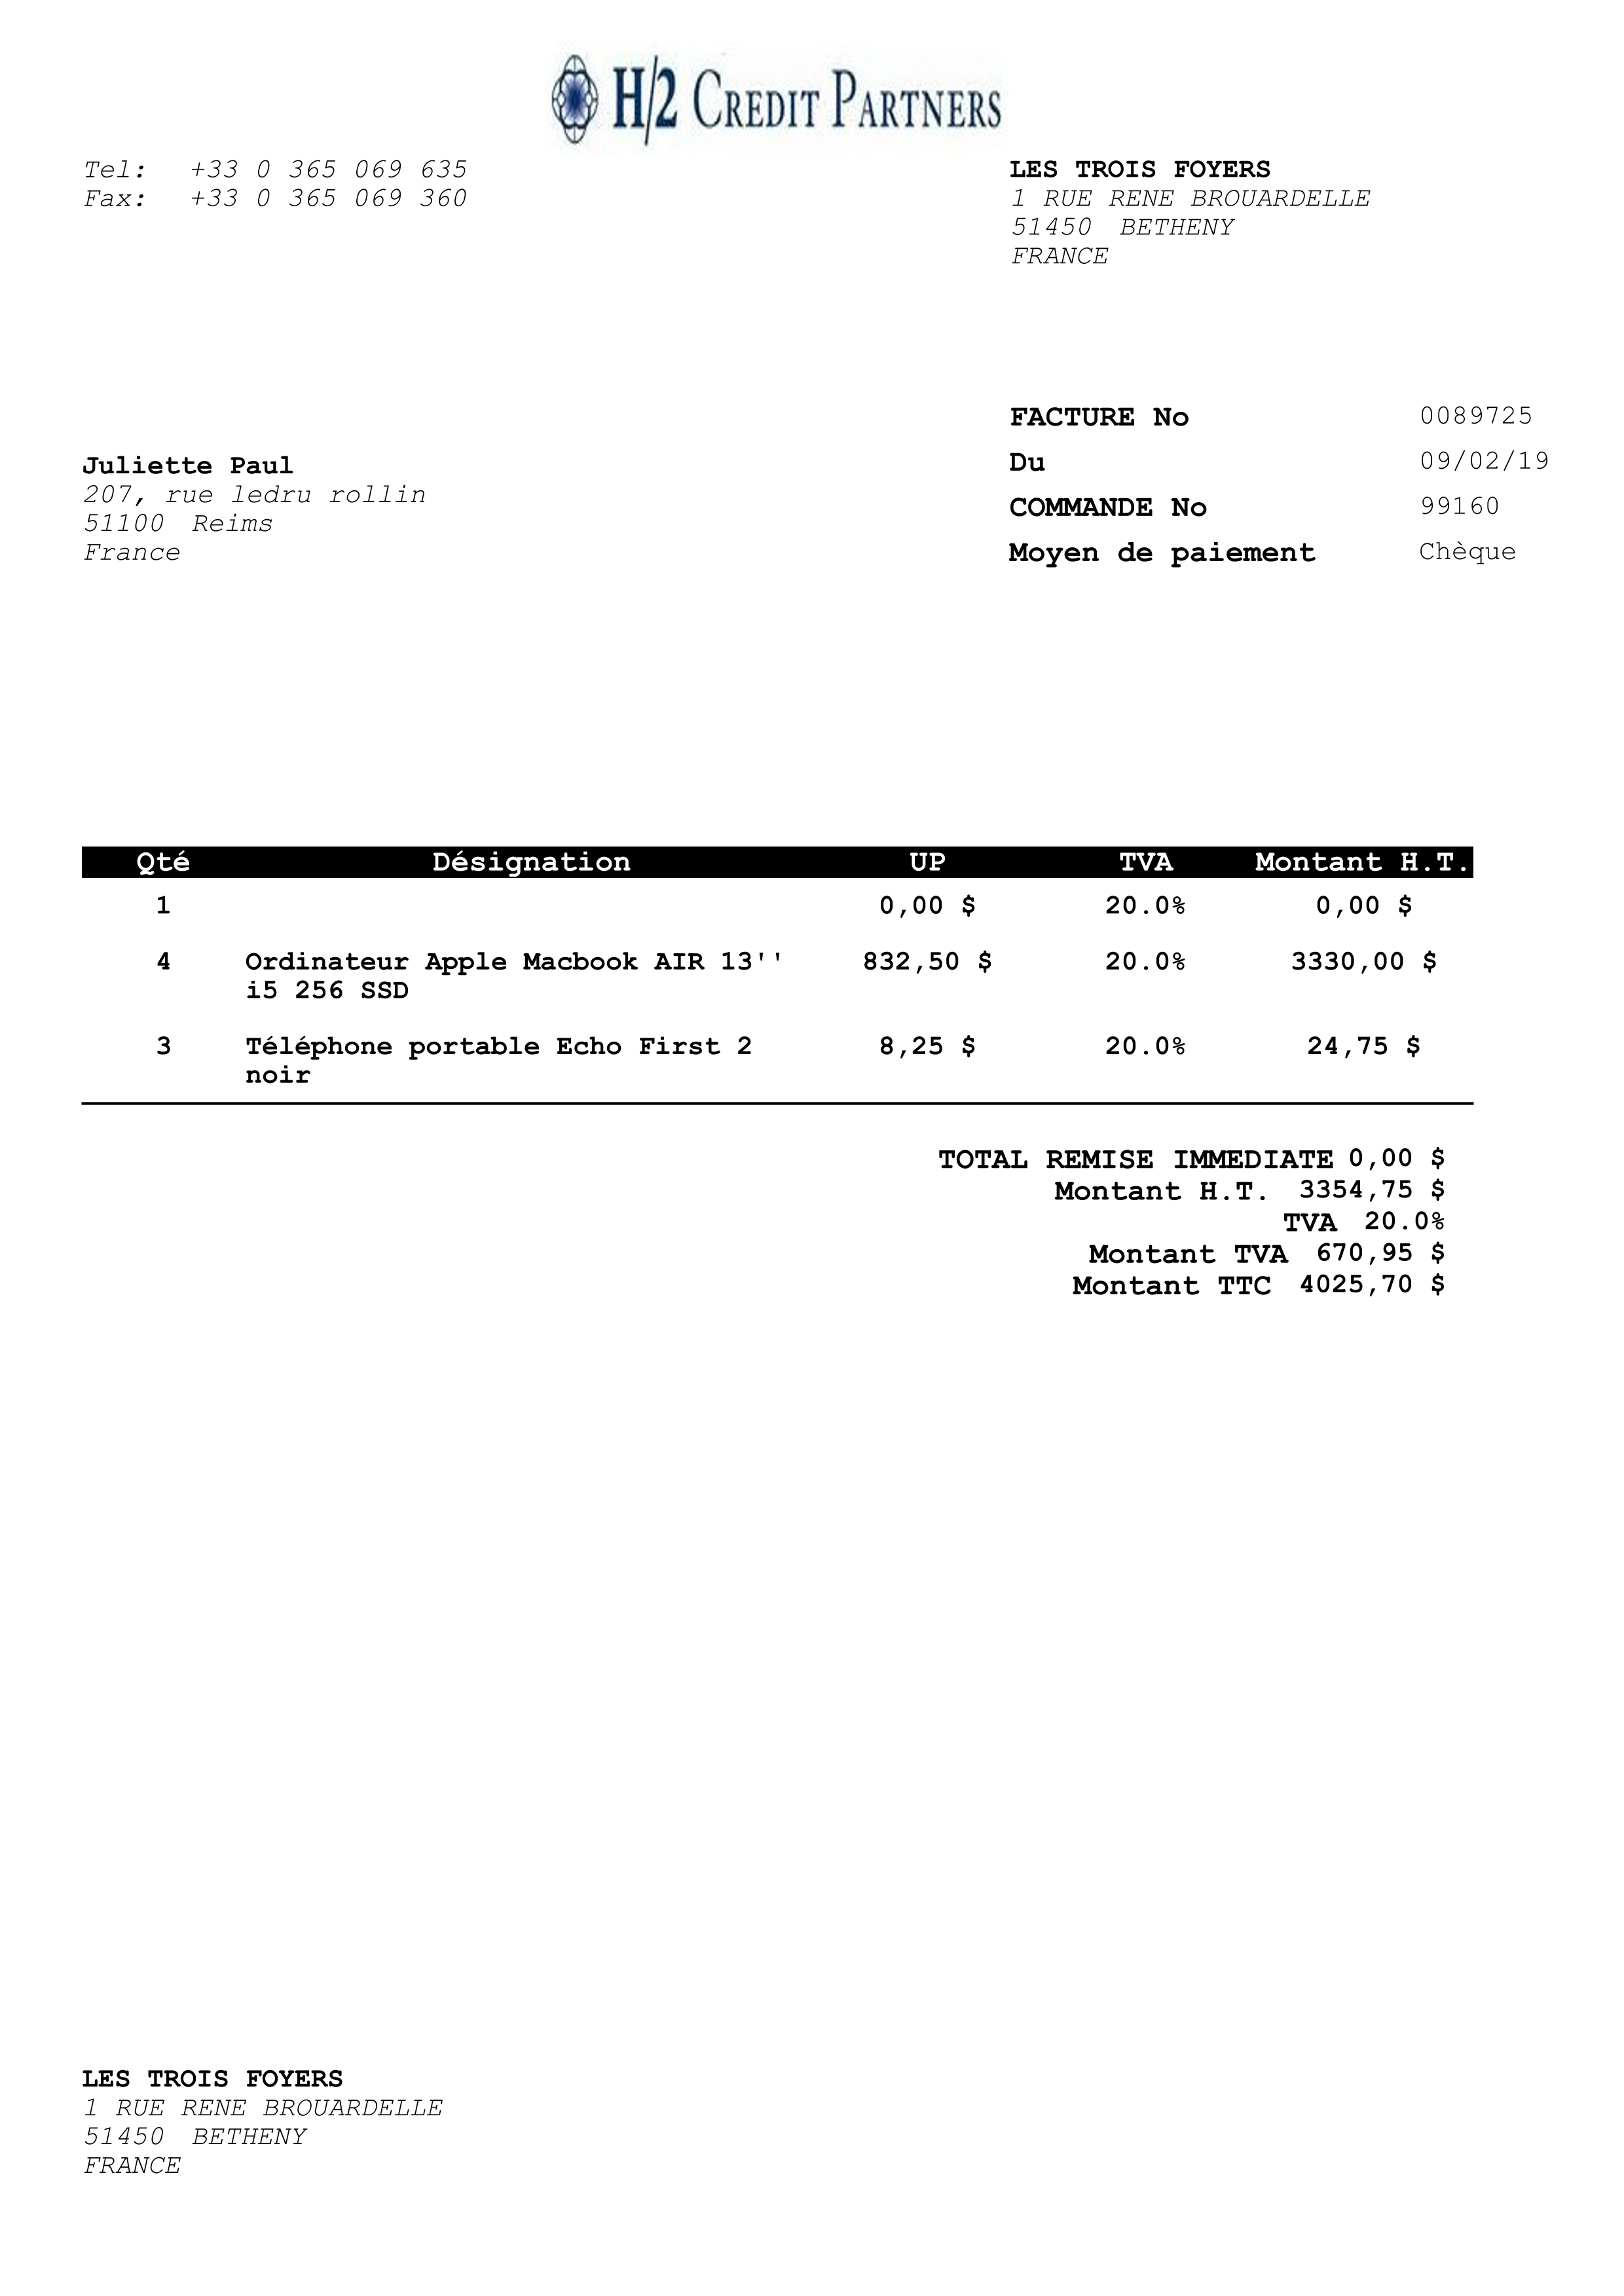 H/2 CREDIT PARTNERS
Tel: +33 0 365 069 635
Fax: +33 0 365 069 360
LES TROIS FOYERS
1 RUE RENE BROUARDELLE
51450 BETHENY
FRANCE
FACTURE No 0089725
Du 09/02/19
COMMANDE No 99160
Moyen de paiement Chèque
Juliette Paul
207, rue ledru rollin
51100 Reims
France
Qté Désignation UP TVA Montant H.T.
1 0,00 $ 20.0% 0,00 $
4 Ordinateur Apple Macbook AIR 13'' 832,50 $ 20.0% 3330,00 $
i5 256 SSD
3 Téléphone portable Echo First 2 8,25 $ 20.0% 24,75 $
noir
TOTAL REMISE IMMEDIATE 0,00 $
Montant H.T. 3354,75 $
TVA 20.0%
Montant TVA 670,95 $
Montant TTC 4025,70 $
LES TROIS FOYERS
1 RUE RENE BROUARDELLE
51450 BETHENY
FRANCE